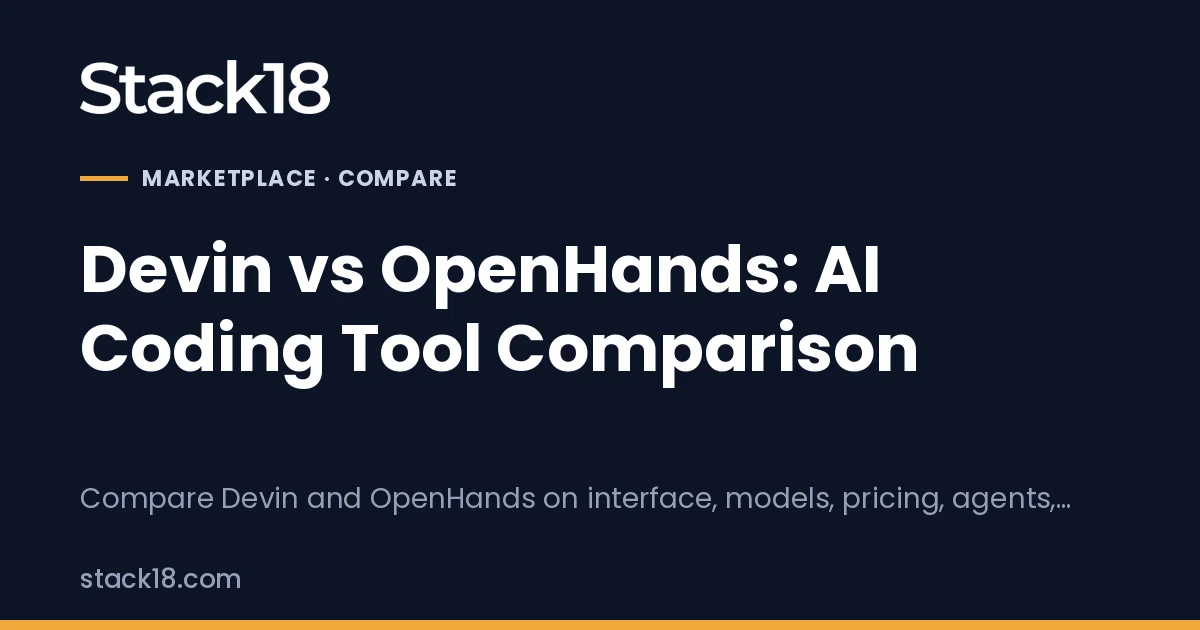 Stack18
MARKETPLACE · COMPARE
Devin vs OpenHands: AI
Coding Tool Comparison
Compare Devin and OpenHands on interface, models, pricing, agents,...
stack18.com